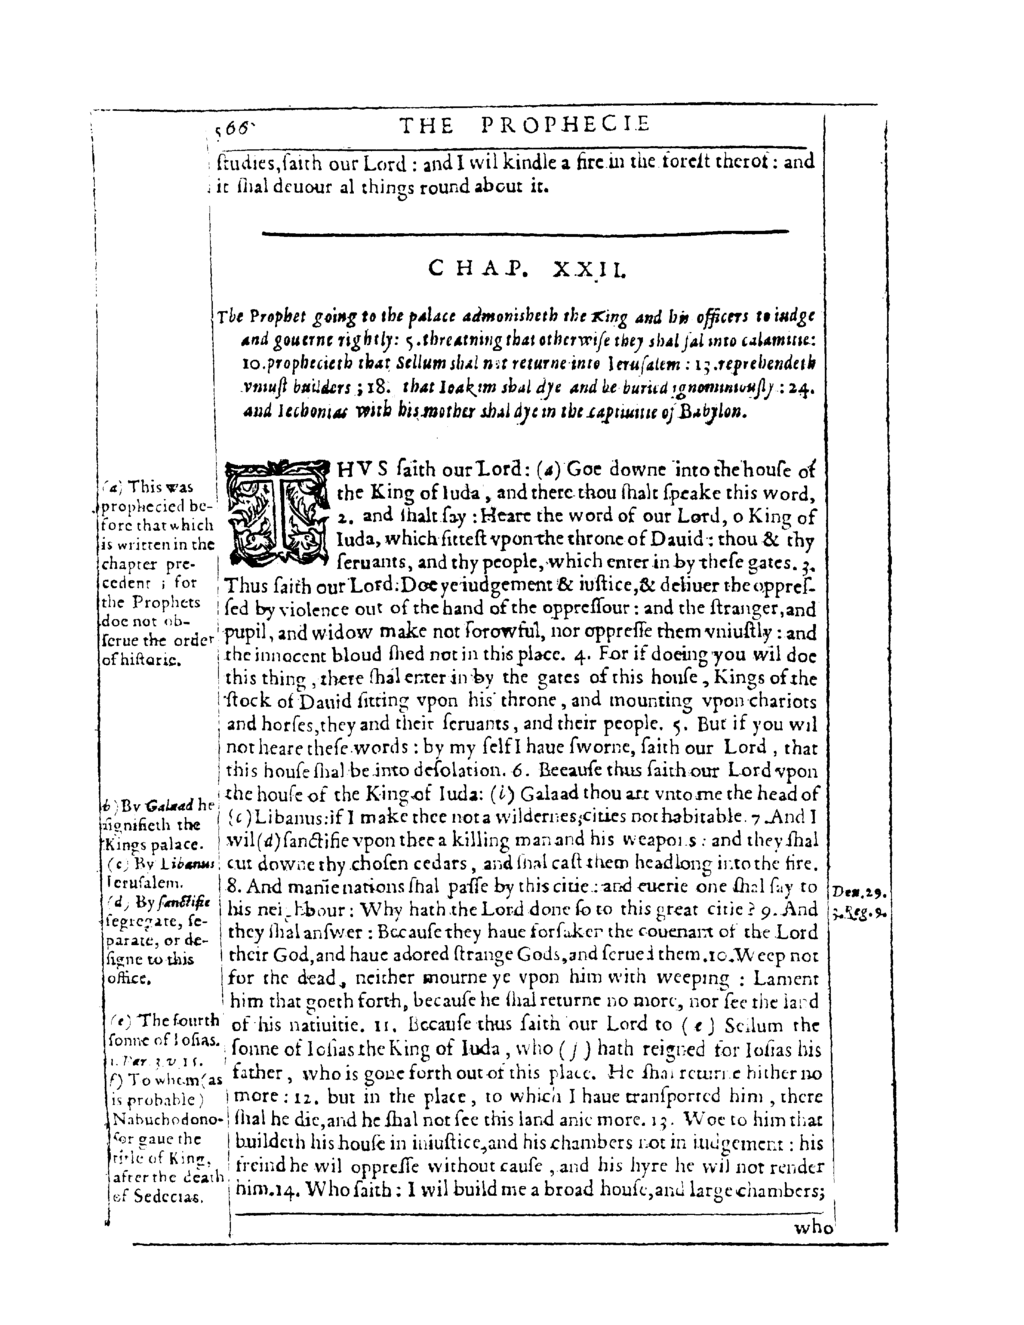 566
THE PROPHECIE
ſtudies, ſaith our Lord : and I wil kindle a fire in the foreſt therof : and
it ſhal deuour al things round about it.
CHAP. XXII.
The Prophet going to the palace admonisheth the King and his officers to iudge
and gouerne rightly: 5. threatning that otherwiſe they shal fal into calamitie:
10. prophecieth that Sellum shal not returne into Ieruſalem : 13. reprehendeth
vniuſt builders ; 18. that Ioakim shal dye and be buried ignominiouſly : 24.
and Iechonias with his mother shal dye in the captiuitie of Babylon.
THVS ſaith our Lord: (a) Goe downe into the houſe of
the King of Iuda, and there thou ſhalt ſpeake this word,
2. and ſhalt ſay : Heare the word of our Lord, o King of
Iuda, which ſitteſt vpon the throne of Dauid : thou & thy
ſeruants, and thy people, which enter in by theſe gates. 3.
Thus ſaith our Lord: Doe ye iudgement & iuſtice, & deliuer the oppreſ-
ſed by violence out of the hand of the oppreſſour : and the ſtranger, and
pupil, and widow make not ſorowful, nor oppreſſe them vniuſtly : and
the innocent bloud ſhed not in this place. 4. For if doeing you wil doe
this thing, there ſhal enter in by the gates of this houſe, Kings of the
ſtock of Dauid ſitting vpon his throne, and mounting vpon chariots
and horſes, they and their ſeruants, and their people. 5. But if you wil
not heare theſe words : by my ſelf I haue ſworne, ſaith our Lord, that
this houſe ſhal be into deſolation. 6. Becauſe thus ſaith our Lord vpon
the houſe of the King of Iuda: (b) Galaad thou art vnto me the head of
(c) Libanus: if I make thee not a wildernes, cities not habitable. 7. And I
wil (d) ſanctifie vpon thee a killing man and his weapons : and they ſhal
cut downe thy choſen cedars, and ſhal caſt them headlong into the fire.
8. And manie nations ſhal paſſe by this citie : and euerie one ſhal ſay to
his neighbour : Why hath the Lord done ſo to this great citie ? 9. And
they ſhal anſwer : Becauſe they haue forſaken the couenant of the Lord
their God, and haue adored ſtrange Gods, and ſerued them. 10. Weep not
for the dead, neither mourne ye vpon him with weeping : Lament
him that goeth forth, becauſe he ſhal returne no more, nor ſee the land
of his natiuitie. 11. Becauſe thus ſaith our Lord to (e) Sellum the
ſonne of Ioſias the King of Iuda, who (f) hath reigned for Ioſias his
father, who is gone forth out of this place. He ſhal returne hither no
more : 12. but in the place, to which I haue tranſported him, there
ſhal he die, and he ſhal not ſee this land anie more. 13. Woe to him that
buildeth his houſe in iniuſtice, and his chambers not in iudgement : his
freind he wil oppreſſe without cauſe, and his hyre he wil not render
him. 14. Who ſaith : I wil build me a broad houſe, and large chambers;
who
(a) This was
prophecied be-
fore that which
is written in the
chapter pre-
cedent ; for
the Prophets
doe not ob-
ſerue the order
of hiſtorie.
b) By Galaad he
ſignifieth the
Kings palace.
(c) By Libanus
Ieruſalem.
(d) By ſanctifie
ſegregate, ſe-
parate, or de-
ſigne to this
office.
(e) The fourth
ſonne of Ioſias.
1. Par. 3. v. 15.
f) To whom (as
is probable)
Nabuchodono-
ſor gaue the
title of King,
after the death
of Sedecias.
Deu. 29.
3. Reg. 9.